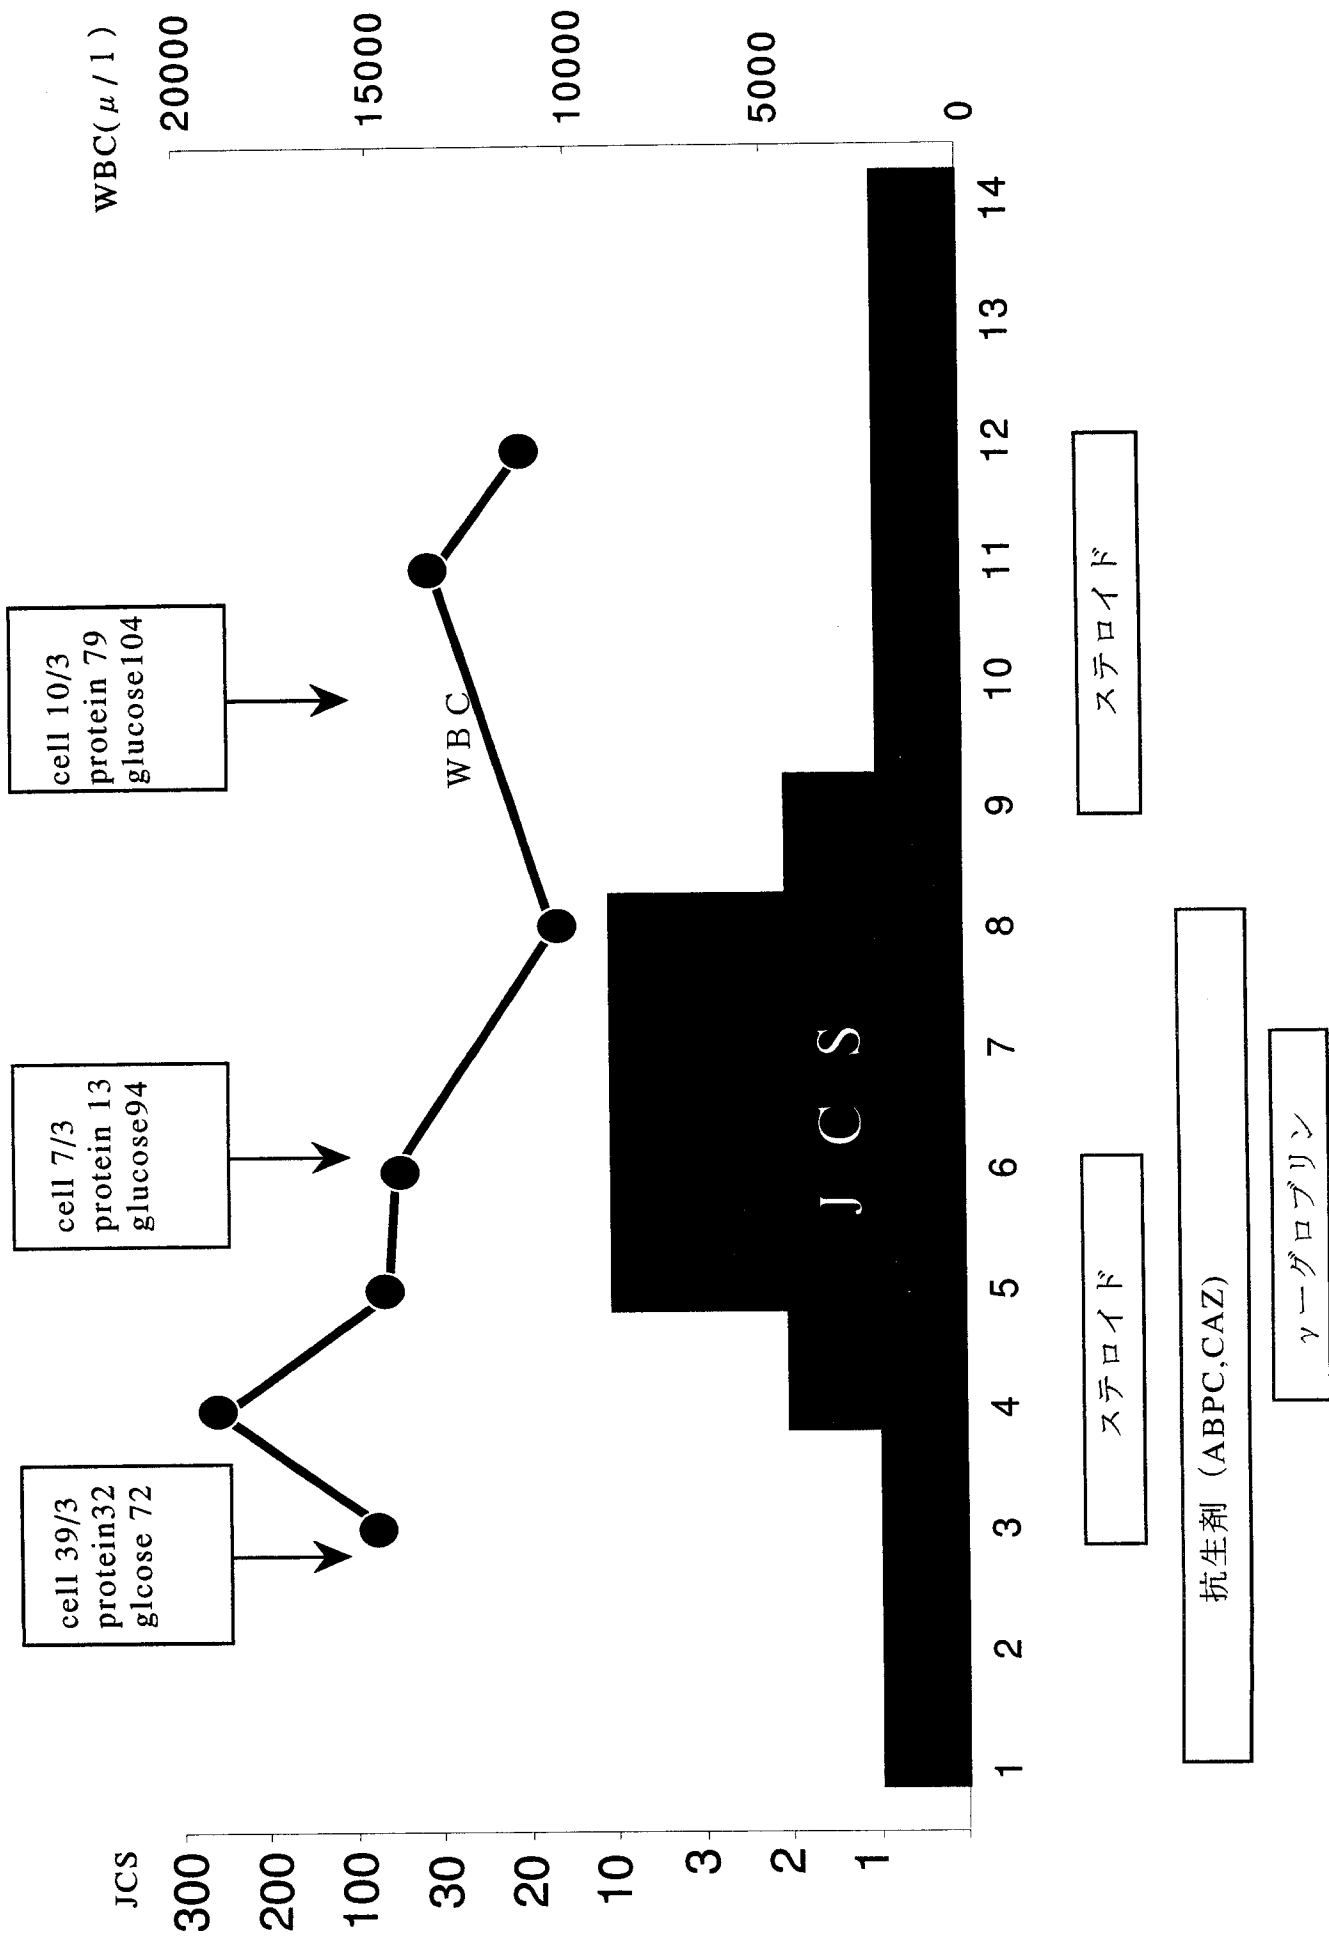 JCS
WBC(μ/l)
cell 39/3
protein32
glcose 72
cell 7/3
protein 13
glucose94
cell 10/3
protein 79
glucose104
300
200
100
30
20
10
3
2
1
20000
15000
10000
5000
0
WBC
JCS
1 2 3 4 5 6 7 8 9 10 11 12 13 14
ステロイド
ステロイド
抗生剤 (ABPC,CAZ)
γーグロブリン